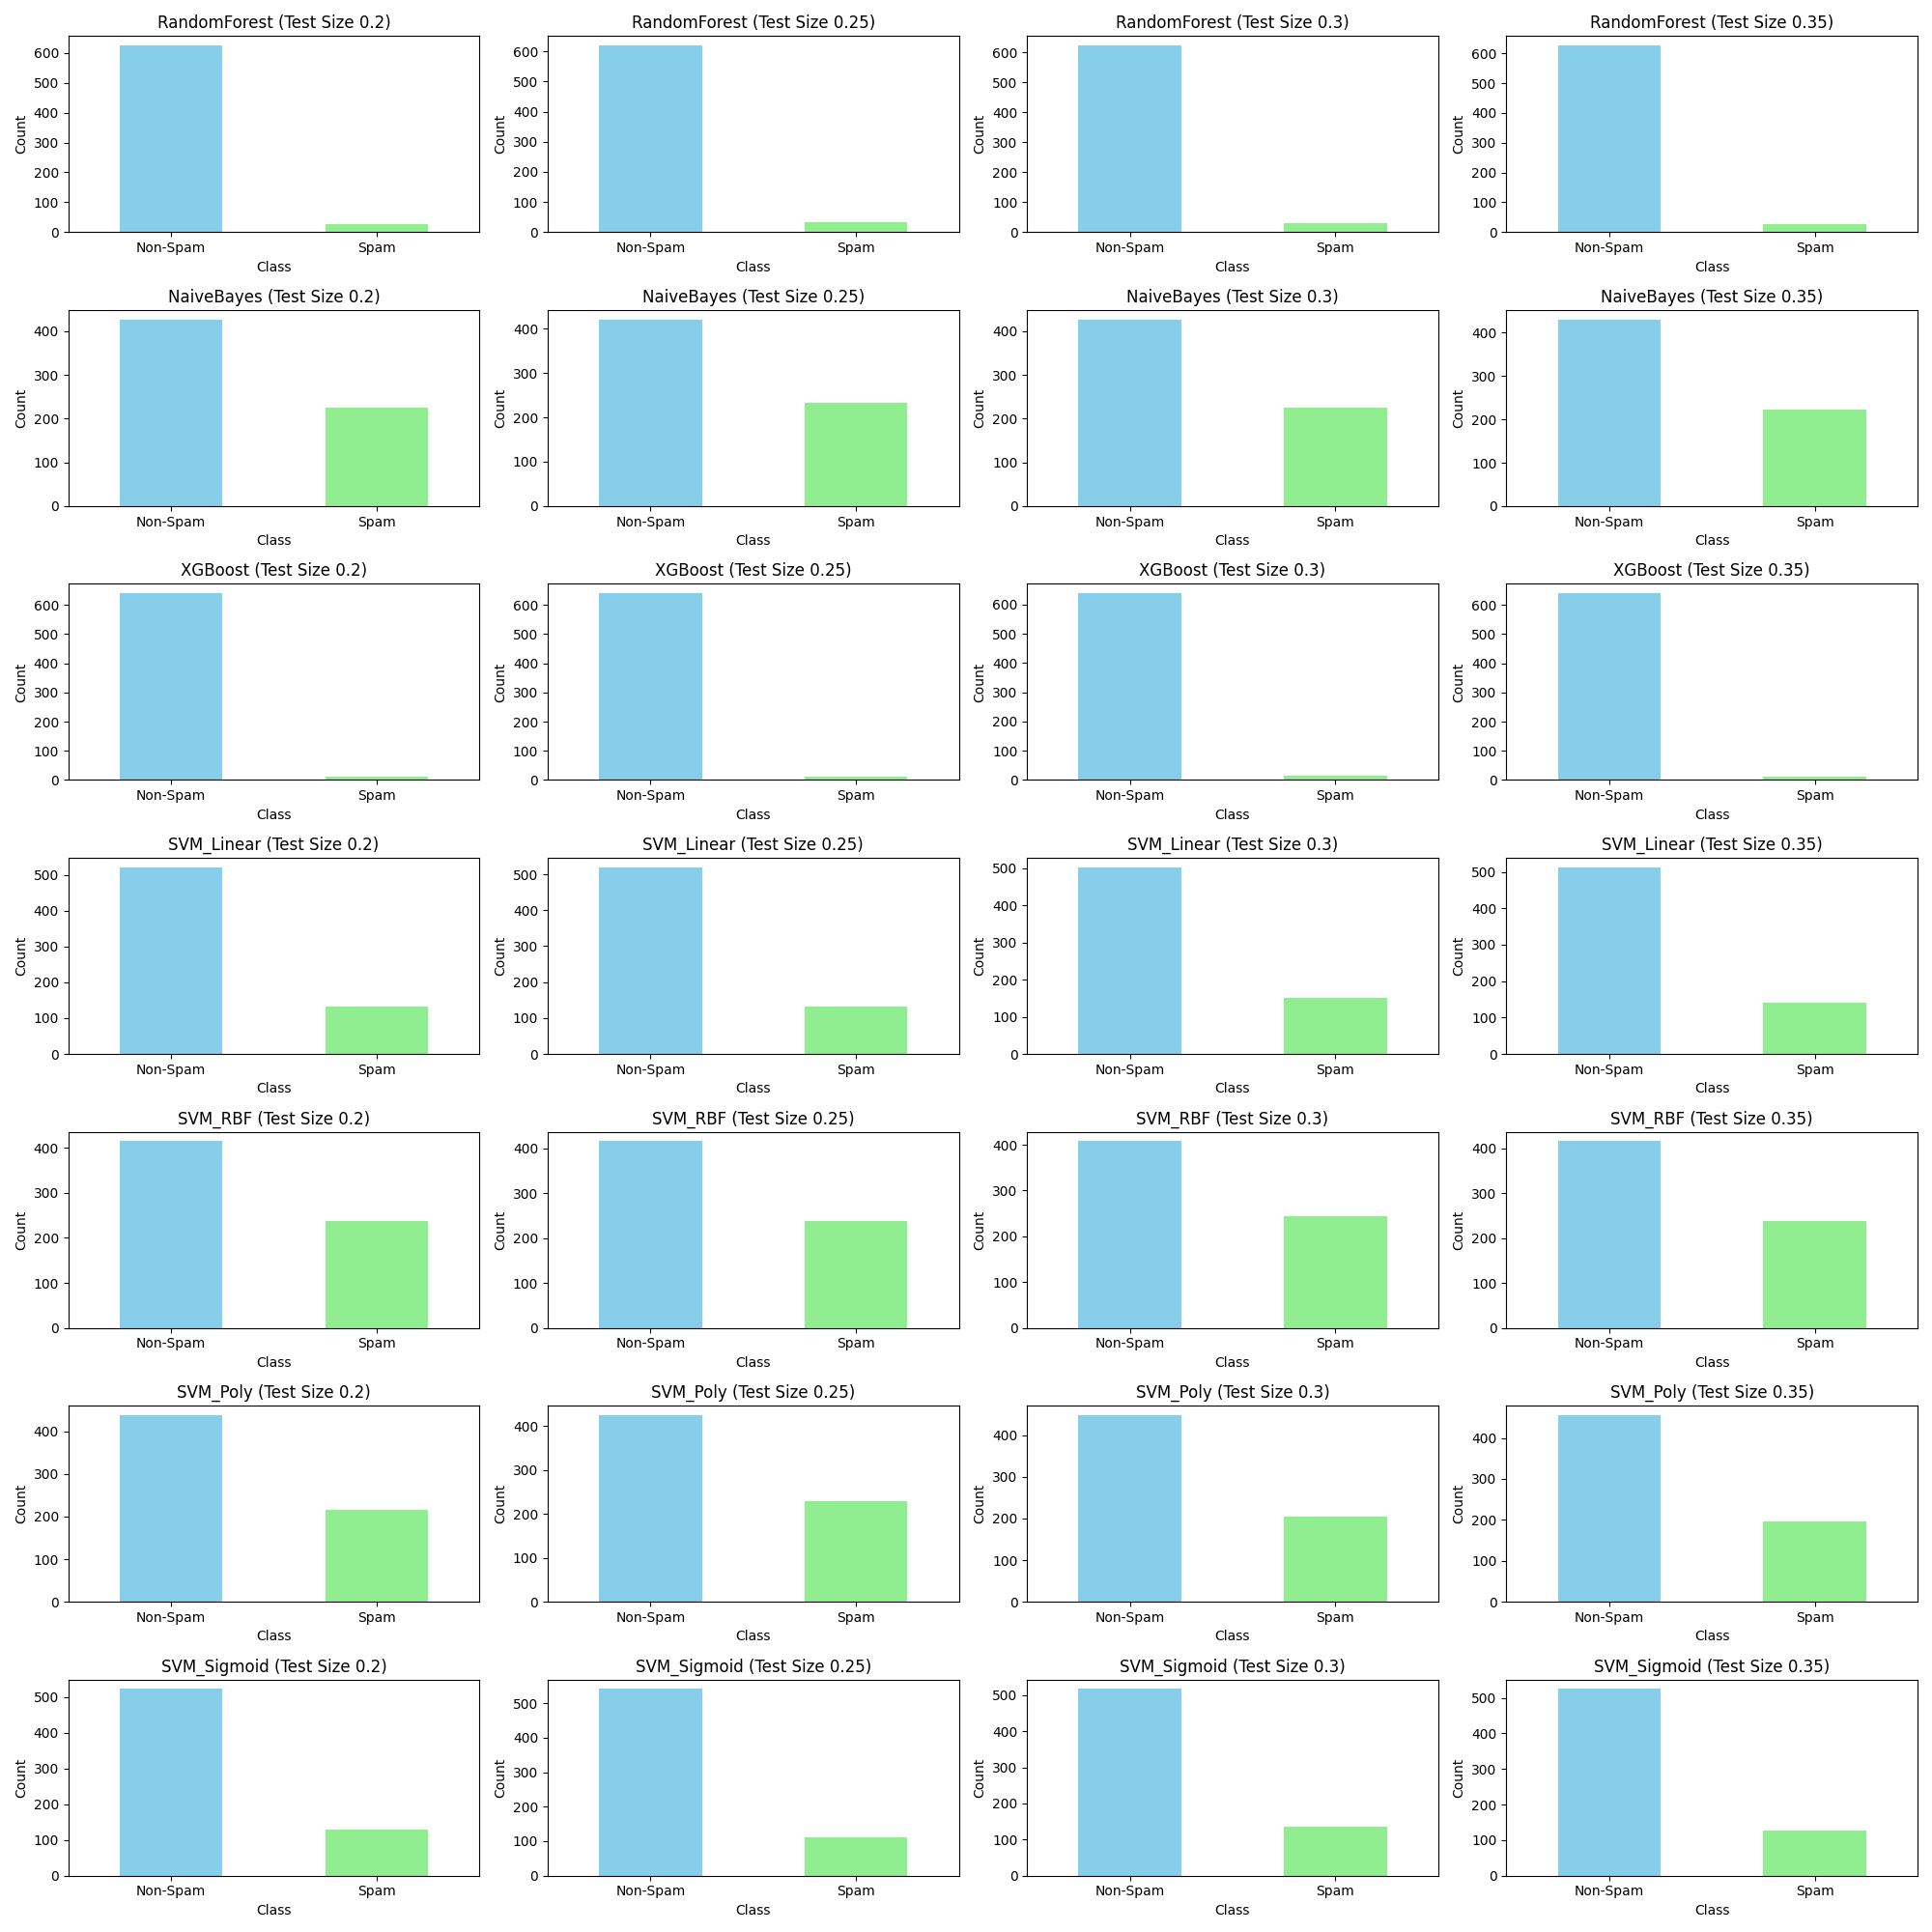 RandomForest (Test Size 0.2)
600
500
400
300
200
100
0
Count
Non-Spam Spam
Class
RandomForest (Test Size 0.25)
600
500
400
300
200
100
0
Count
Non-Spam Spam
Class
RandomForest (Test Size 0.3)
600
500
400
300
200
100
0
Count
Non-Spam Spam
Class
RandomForest (Test Size 0.35)
600
500
400
300
200
100
0
Count
Non-Spam Spam
Class
NaiveBayes (Test Size 0.2)
400
300
200
100
0
Count
Non-Spam Spam
Class
NaiveBayes (Test Size 0.25)
400
300
200
100
0
Count
Non-Spam Spam
Class
NaiveBayes (Test Size 0.3)
400
300
200
100
0
Count
Non-Spam Spam
Class
NaiveBayes (Test Size 0.35)
400
300
200
100
0
Count
Non-Spam Spam
Class
XGBoost (Test Size 0.2)
600
500
400
300
200
100
0
Count
Non-Spam Spam
Class
XGBoost (Test Size 0.25)
600
500
400
300
200
100
0
Count
Non-Spam Spam
Class
XGBoost (Test Size 0.3)
600
500
400
300
200
100
0
Count
Non-Spam Spam
Class
XGBoost (Test Size 0.35)
600
500
400
300
200
100
0
Count
Non-Spam Spam
Class
SVM_Linear (Test Size 0.2)
500
400
300
200
100
0
Count
Non-Spam Spam
Class
SVM_Linear (Test Size 0.25)
500
400
300
200
100
0
Count
Non-Spam Spam
Class
SVM_Linear (Test Size 0.3)
500
400
300
200
100
0
Count
Non-Spam Spam
Class
SVM_Linear (Test Size 0.35)
500
400
300
200
100
0
Count
Non-Spam Spam
Class
SVM_RBF (Test Size 0.2)
400
300
200
100
0
Count
Non-Spam Spam
Class
SVM_RBF (Test Size 0.25)
400
300
200
100
0
Count
Non-Spam Spam
Class
SVM_RBF (Test Size 0.3)
400
300
200
100
0
Count
Non-Spam Spam
Class
SVM_RBF (Test Size 0.35)
400
300
200
100
0
Count
Non-Spam Spam
Class
SVM_Poly (Test Size 0.2)
400
300
200
100
0
Count
Non-Spam Spam
Class
SVM_Poly (Test Size 0.25)
400
300
200
100
0
Count
Non-Spam Spam
Class
SVM_Poly (Test Size 0.3)
400
300
200
100
0
Count
Non-Spam Spam
Class
SVM_Poly (Test Size 0.35)
400
300
200
100
0
Count
Non-Spam Spam
Class
SVM_Sigmoid (Test Size 0.2)
500
400
300
200
100
0
Count
Non-Spam Spam
Class
SVM_Sigmoid (Test Size 0.25)
500
400
300
200
100
0
Count
Non-Spam Spam
Class
SVM_Sigmoid (Test Size 0.3)
500
400
300
200
100
0
Count
Non-Spam Spam
Class
SVM_Sigmoid (Test Size 0.35)
500
400
300
200
100
0
Count
Non-Spam Spam
Class